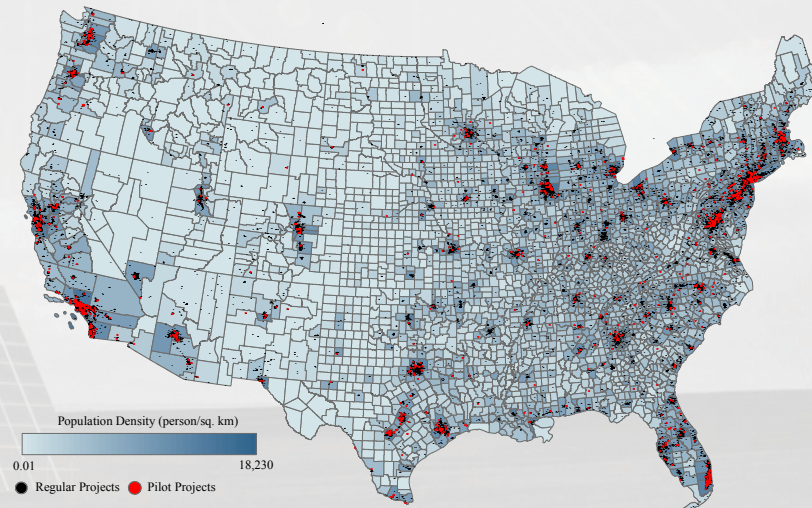 Population Density (person/sq. km)
0.01 18,230
Regular Projects Pilot Projects